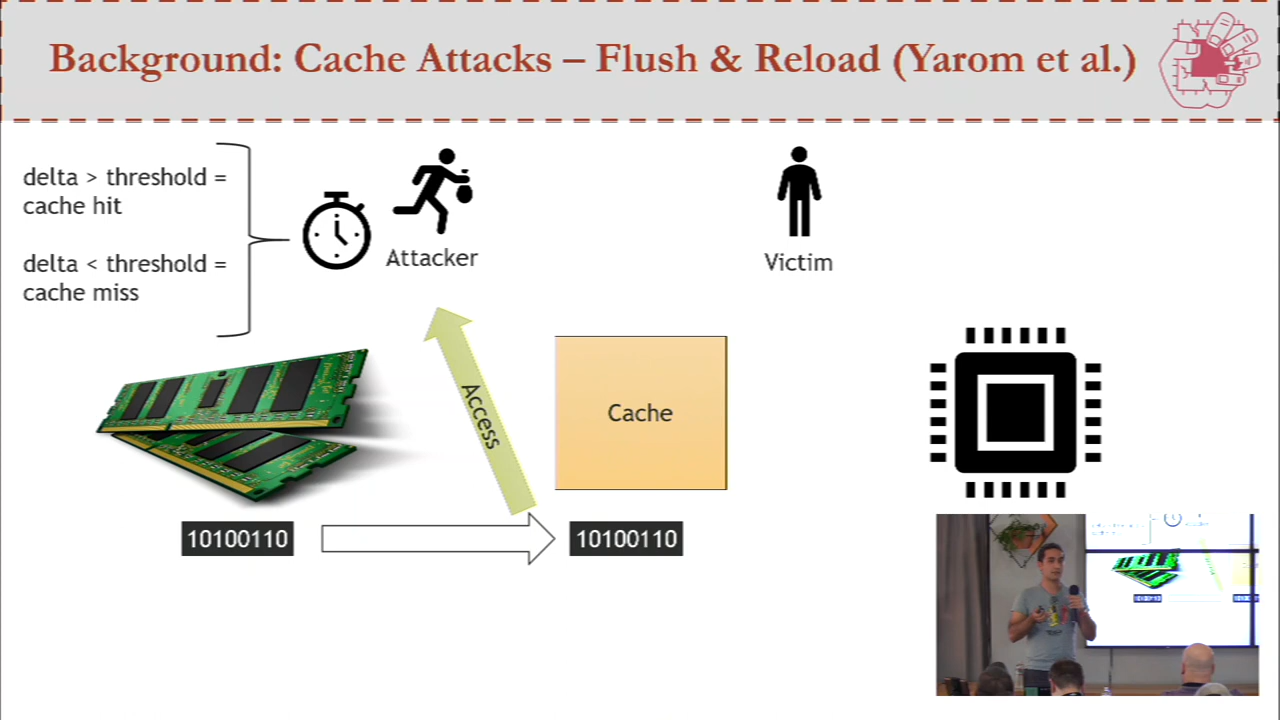 Background: Cache Attacks – Flush & Reload (Yarom et al.)
delta > threshold =
cache hit
delta < threshold =
cache miss
Attacker
Victim
Access
Cache
10100110
10100110